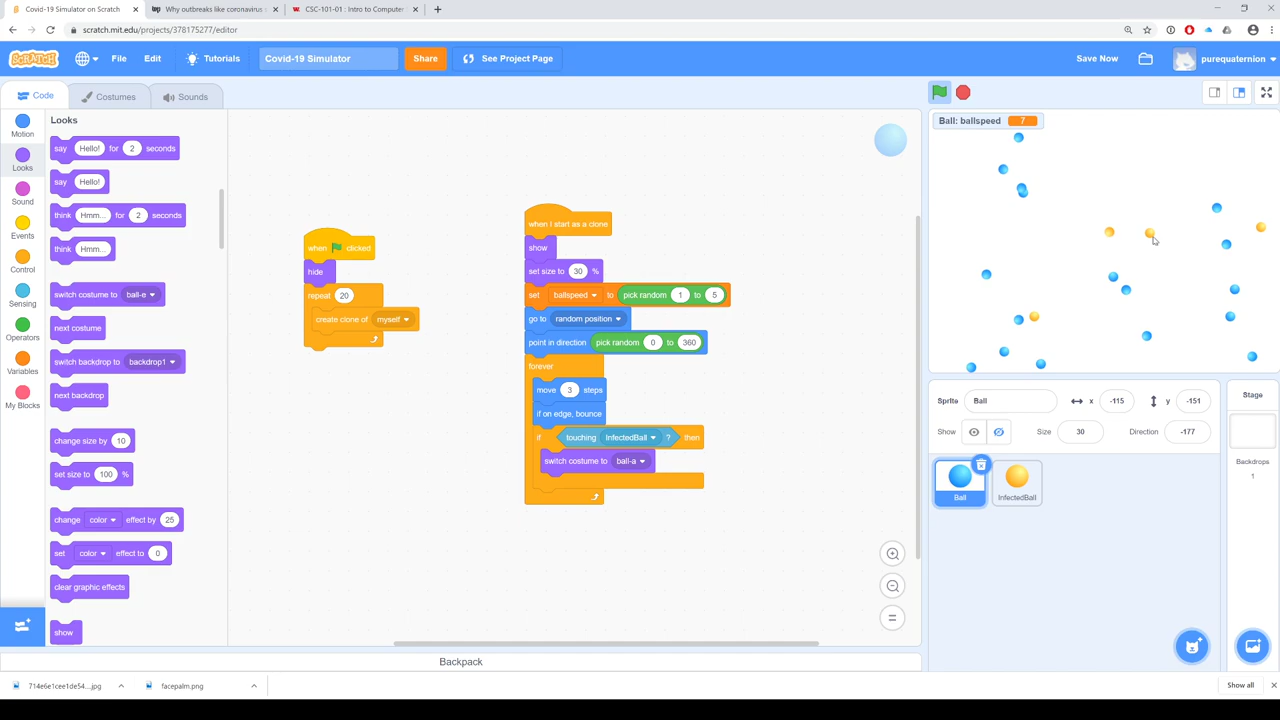 Covid-19 Simulator on Scratch
Why outbreaks like coronavirus
CSC-101-01 : Intro to Compute
scratch.mit.edu/projects/378175277/editor
SCRATCH File Edit Tutorials Covid-19 Simulator Share See Project Page Save Now purequaternion
Code Costumes Sounds
Motion
Looks
Sound
Events
Control
Sensing
Operators
Variables
My Blocks
Looks
say Hello! for 2 seconds
say Hello!
think Hmm... for 2 seconds
think Hmm...
switch costume to ball-e
next costume
switch backdrop to backdrop1
next backdrop
change size by 10
set size to 100 %
change color effect by 25
set color effect to 0
clear graphic effects
show
when clicked
hide
repeat 20
create clone of myself
when I start as a clone
show
set size to 30 %
set ballspeed to pick random 1 to 5
go to random position
point in direction pick random 0 to 360
forever
move 3 steps
if on edge, bounce
if touching InfectedBall ? then
switch costume to ball-a
Ball: ballspeed 7
Sprite Ball x -115 y -151
Show Size 30 Direction -177
Ball
InfectedBall
Stage
Backdrops
1
Backpack
714e6e1cee1de54....jpg
facepalm.png
Show all